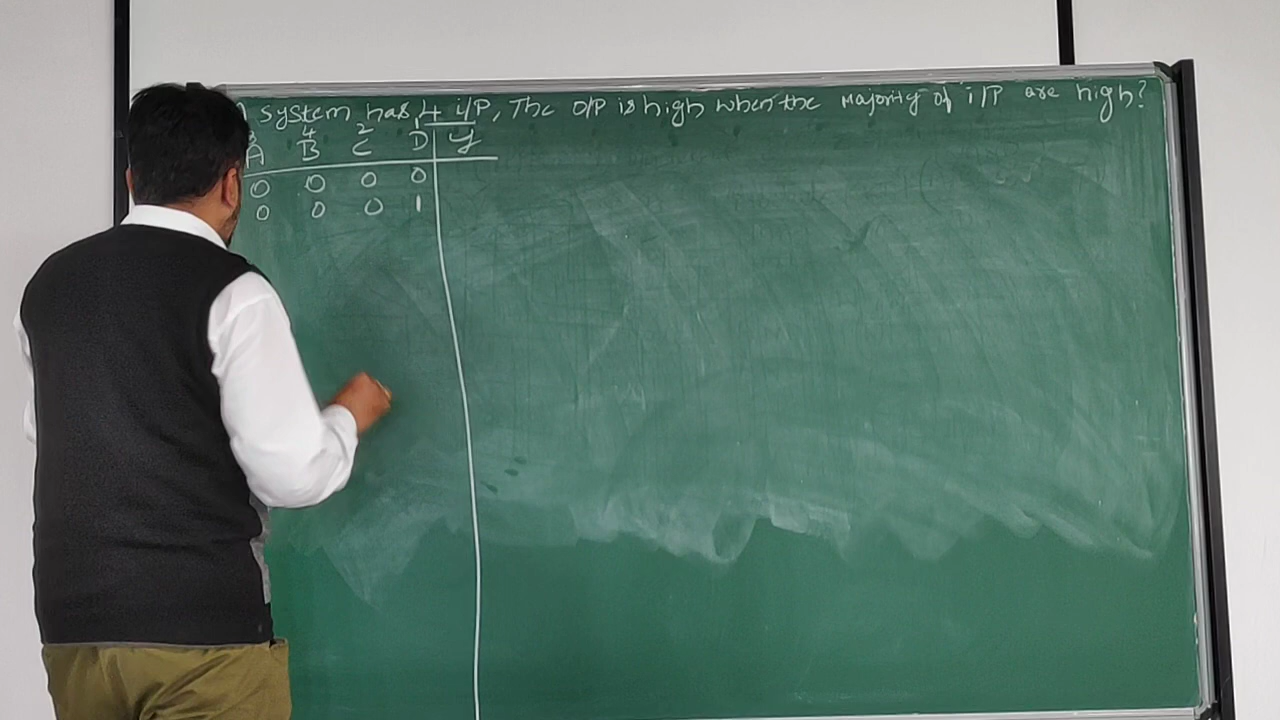 A system has 4 i/P, The O/P is high when the Majority of i/P are high?
8 4 2
A B C D y
0 0 0 0
0 0 0 1